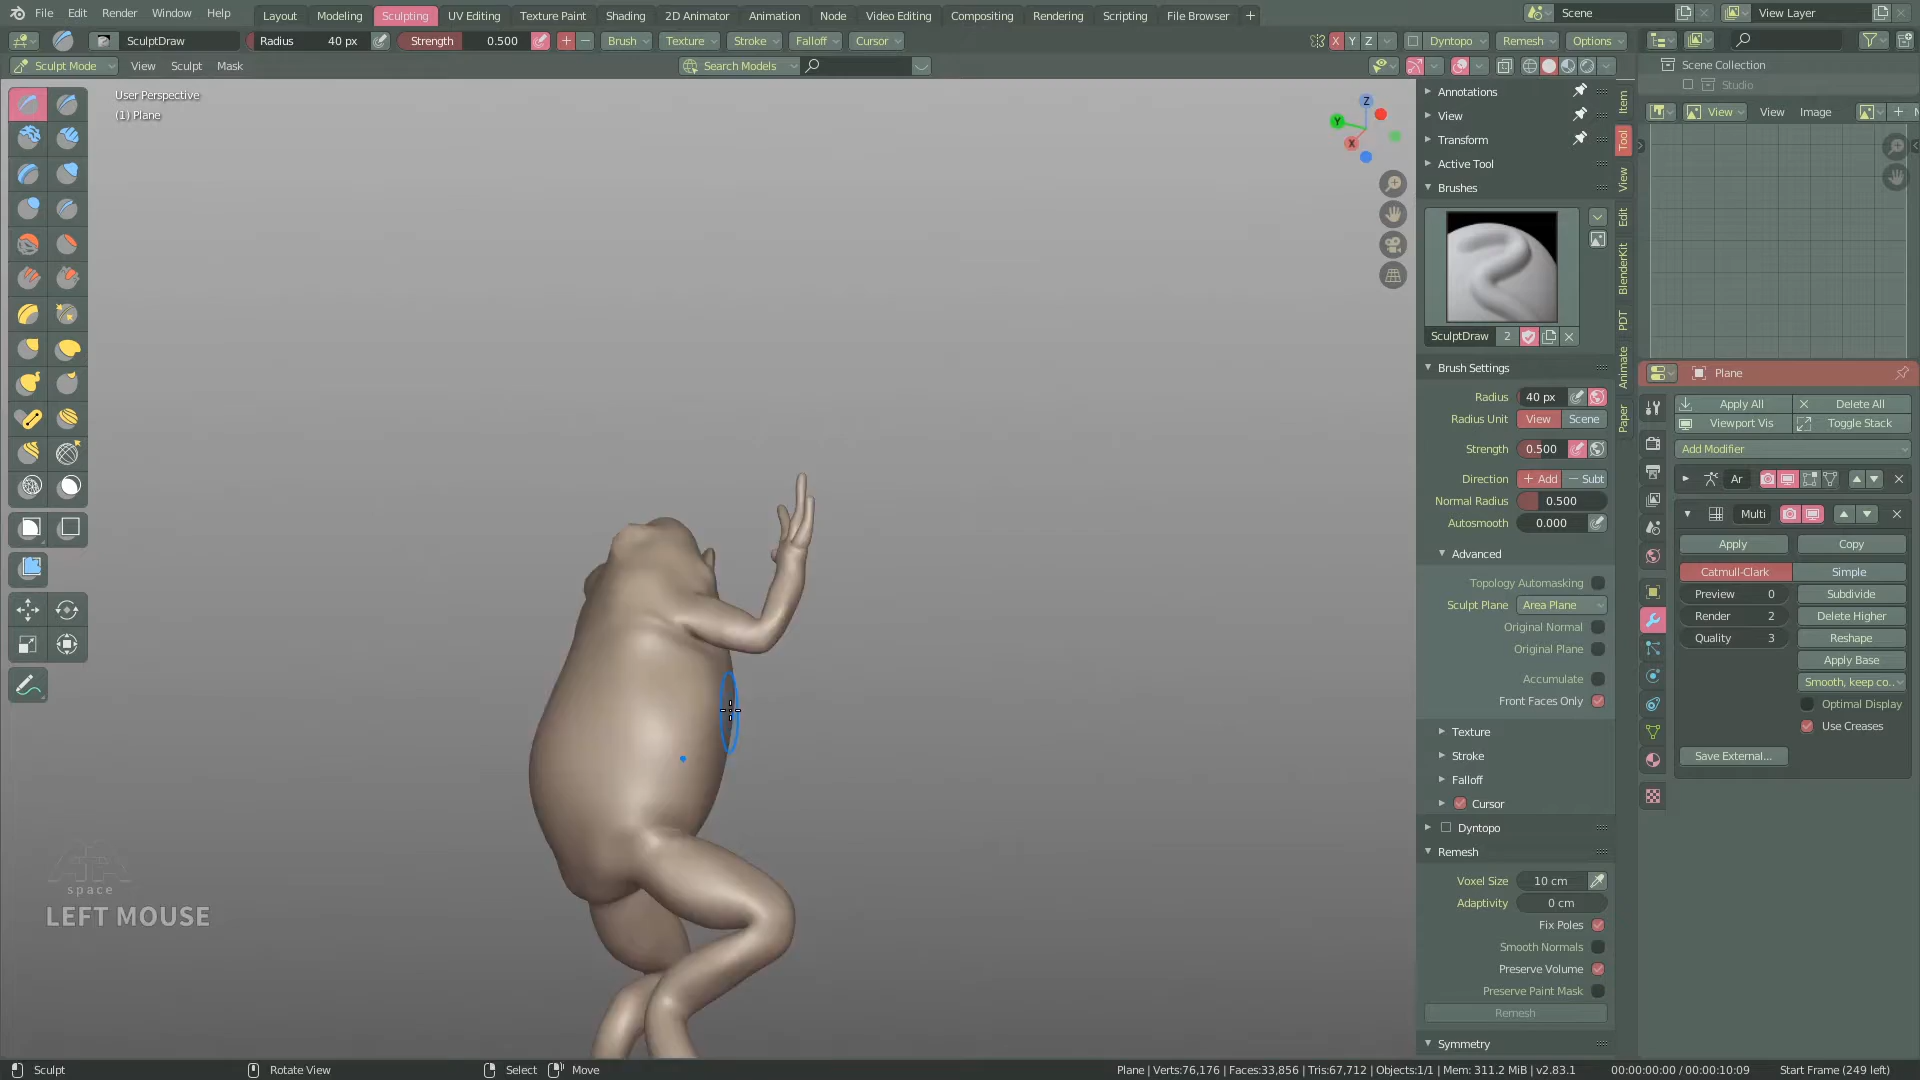 File Edit Render Window Help Layout Modeling Sculpting UV Editing Texture Paint Shading 2D Animator Animation Node Video Editing Compositing Rendering Scripting File Browser + Scene View Layer
SculptDraw Radius 40 px Strength 0.500 Brush Texture Stroke Falloff Cursor X Y Z Dyntopo Remesh Options
Sculpt Mode View Sculpt Mask Search Models Scene Collection
Studio
User Perspective
(1) Plane
Z
Y
X
Annotations
View
Transform
Active Tool
Brushes
SculptDraw 2
Brush Settings
Radius 40 px
Radius Unit View Scene
Strength 0.500
Direction + Add − Subt
Normal Radius 0.500
Autosmooth 0.000
Advanced
Topology Automasking
Sculpt Plane Area Plane
Original Normal
Original Plane
Accumulate
Front Faces Only
Texture
Stroke
Falloff
Cursor
Dyntopo
Remesh
Voxel Size 10 cm
Adaptivity 0 cm
Fix Poles
Smooth Normals
Preserve Volume
Preserve Paint Mask
Remesh
Symmetry
Item
Tool
View
Edit
BlenderKit
PDT
Animate
Paper
View View Image
Plane
Apply All Delete All
Viewport Vis Toggle Stack
Add Modifier
Ar
Multi
Apply Copy
Catmull-Clark Simple
Preview 0 Subdivide
Render 2 Delete Higher
Quality 3 Reshape
Apply Base
Smooth, keep co..
Optimal Display
Use Creases
Save External...
space
LEFT MOUSE
Sculpt Rotate View Select Move Plane | Verts:76,176 | Faces:33,856 | Tris:67,712 | Objects:1/1 | Mem: 311.2 MiB | v2.83.1 00:00:00:00 / 00:00:10:09 Start Frame (249 left)